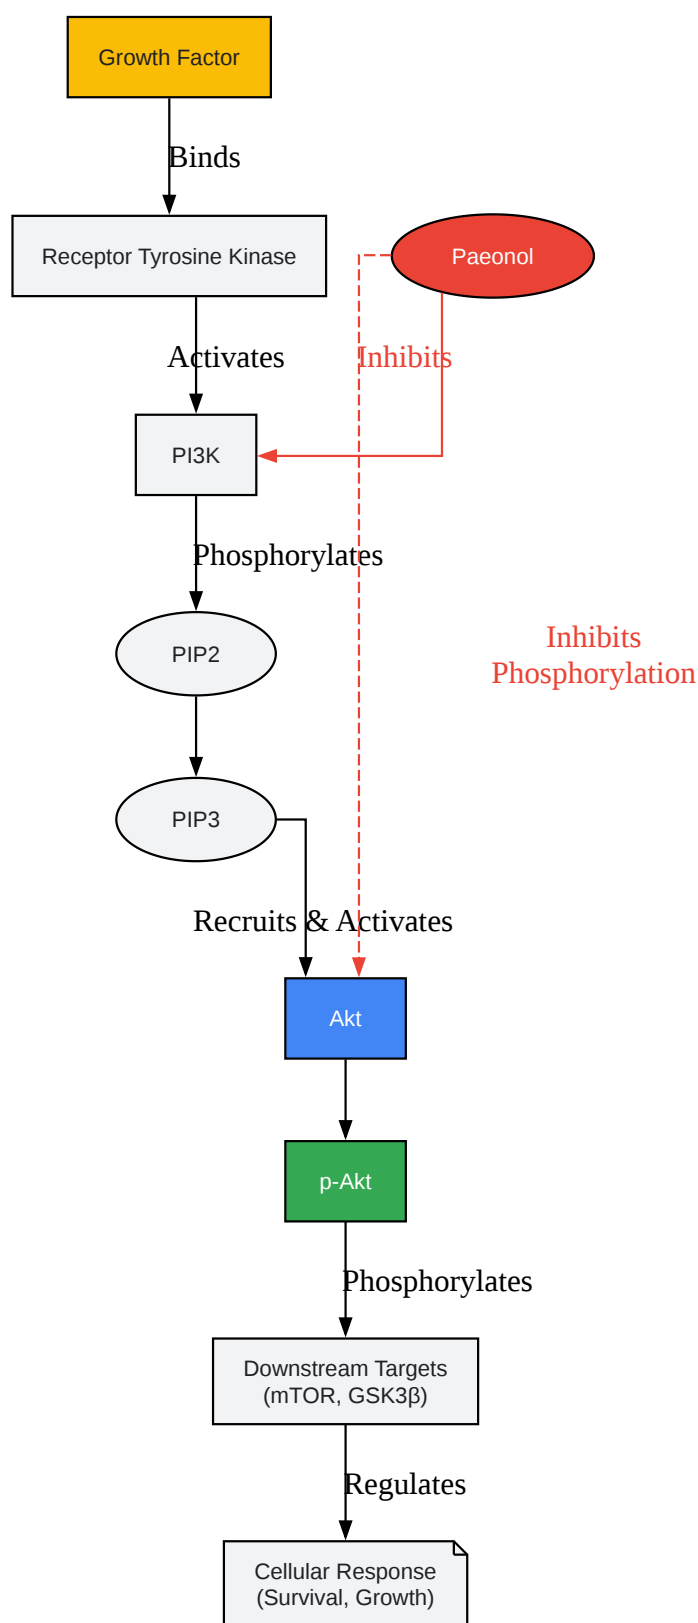 Growth Factor
Binds
Receptor Tyrosine Kinase
Paeonol
Activates
Inhibits
PI3K
Phosphorylates
PIP2
Inhibits
Phosphorylation
PIP3
Recruits & Activates
Akt
p-Akt
Phosphorylates
Downstream Targets
(mTOR, GSK3β)
Regulates
Cellular Response
(Survival, Growth)